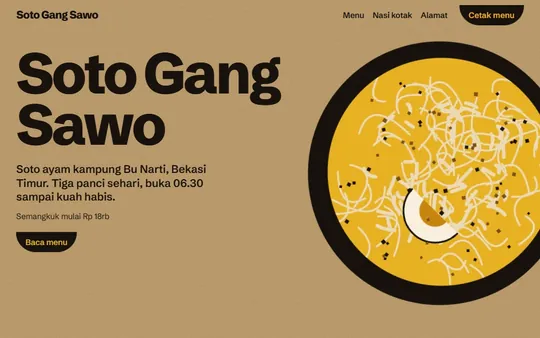 Soto Gang Sawo
Menu Nasi kotak Alamat Cetak menu
Soto Gang
Sawo
Soto ayam kampung Bu Narti, Bekasi
Timur. Tiga panci sehari, buka 06.30
sampai kuah habis.
Semangkuk mulai Rp 18rb
Baca menu